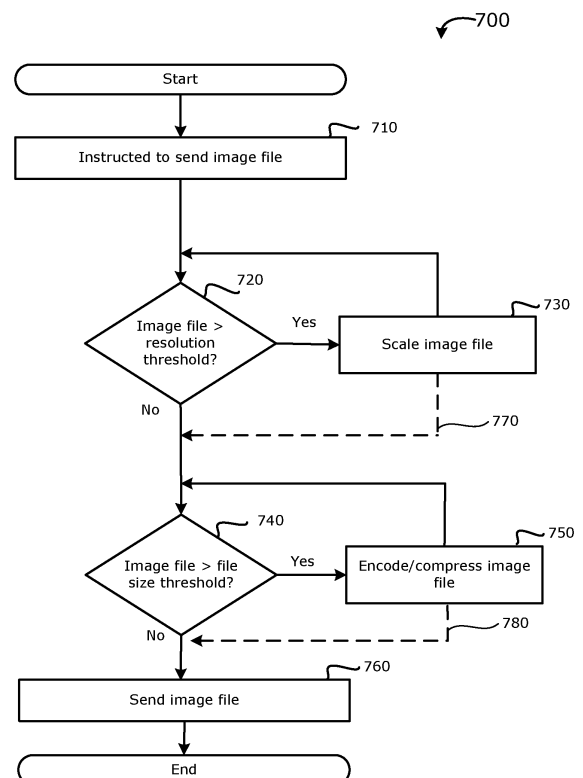 700
Start
710
Instructed to send image file
720
Image file >
resolution
threshold?
Yes
730
Scale image file
No
770
740
Image file > file
size threshold?
Yes
750
Encode/compress image
file
No
780
760
Send image file
End